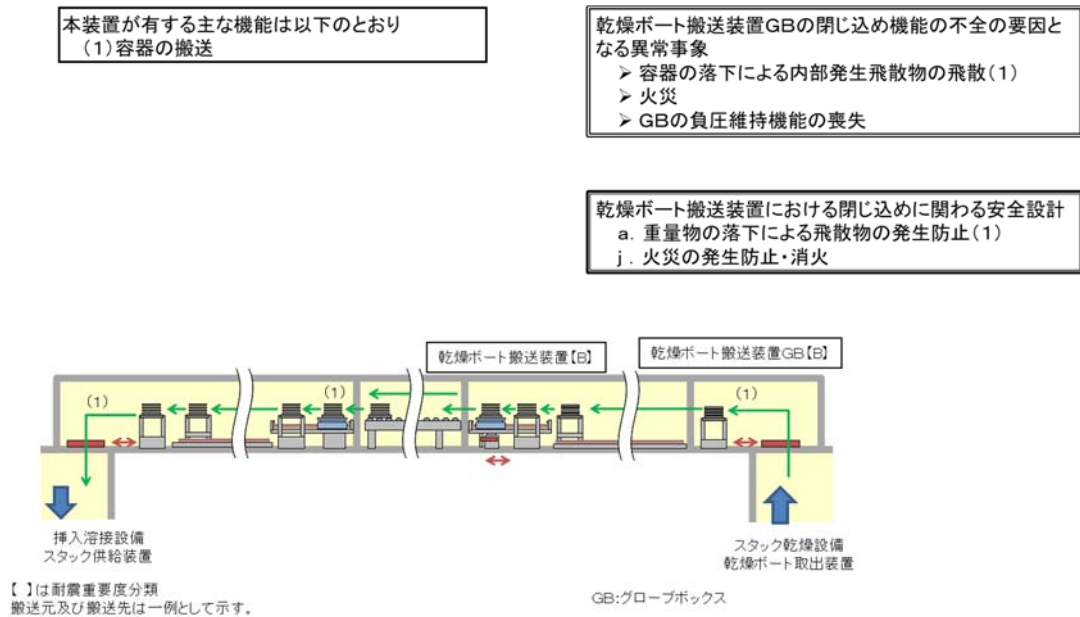 本装置が有する主な機能は以下のとおり
(1)容器の搬送
乾燥ボート搬送装置GBの閉じ込め機能の不全の要因と
なる異常事象
➢ 容器の落下による内部発生飛散物の飛散(1)
➢ 火災
➢ GBの負圧維持機能の喪失
乾燥ボート搬送装置における閉じ込めに関わる安全設計
a. 重量物の落下による飛散物の発生防止(1)
j. 火災の発生防止・消火
乾燥ボート搬送装置【B】
乾燥ボート搬送装置GB【B】
(1)
(1)
(1)
挿入溶接設備
スタック供給装置
スタック乾燥設備
乾燥ボート取出装置
【 】は耐震重要度分類
搬送元及び搬送先は一例として示す。
GB:グローブボックス